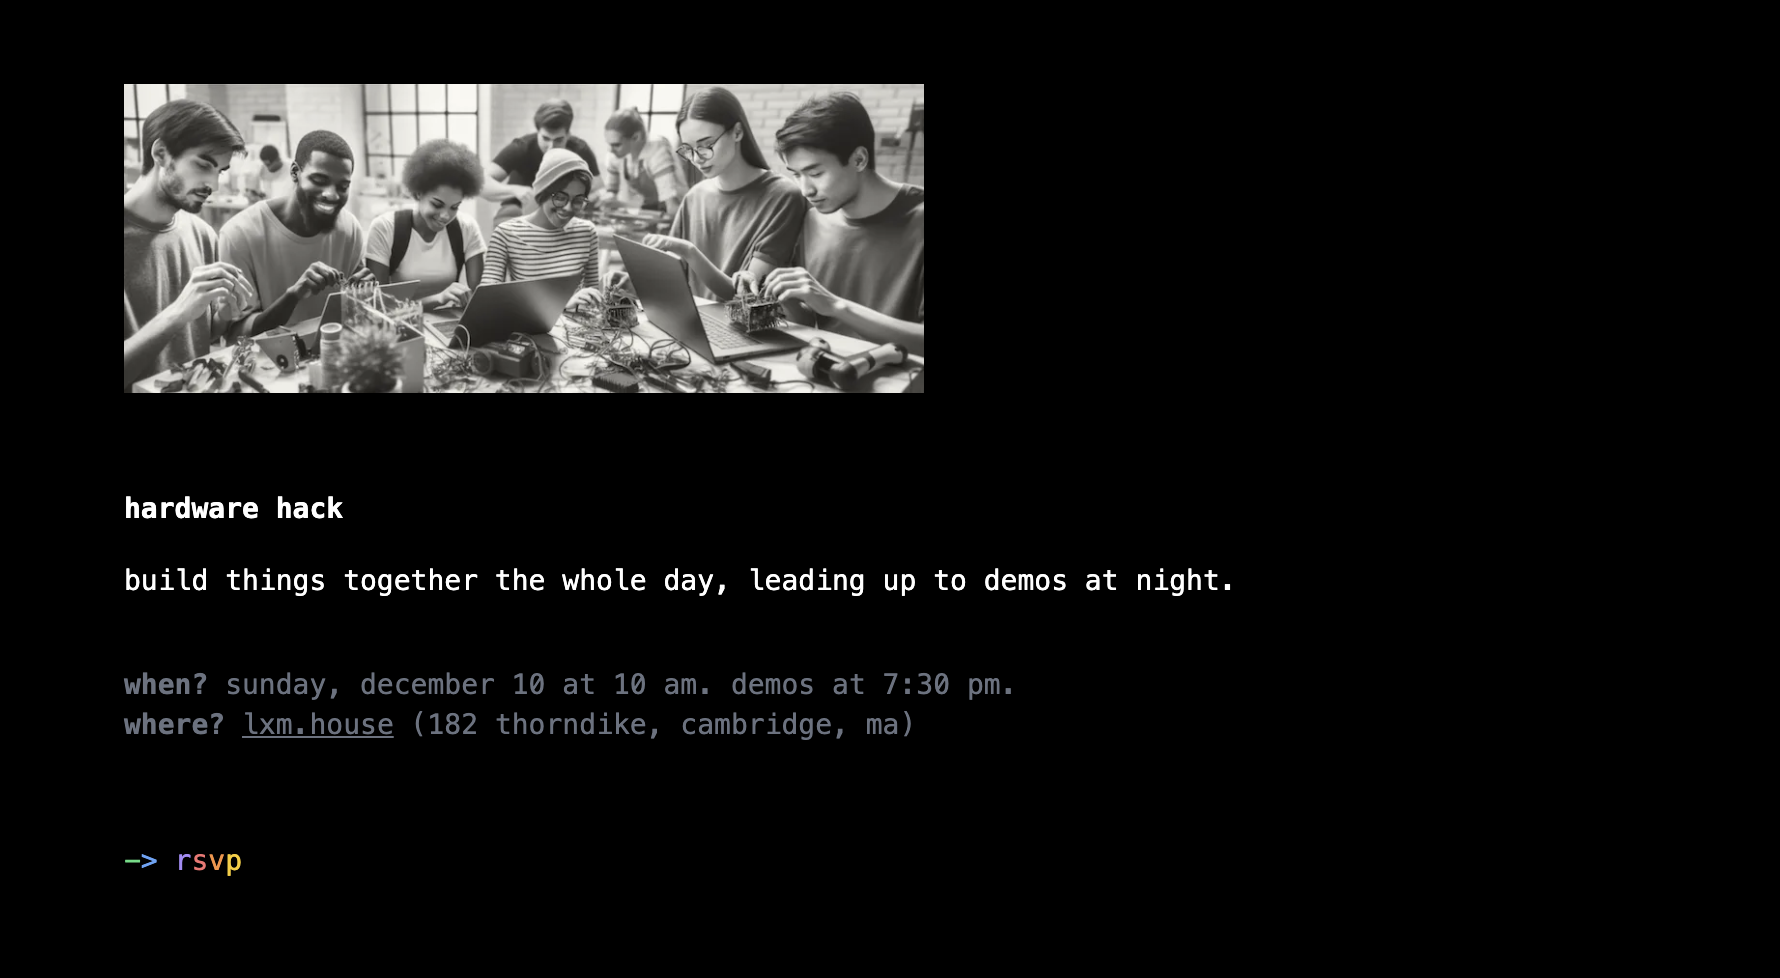 hardware hack
build things together the whole day, leading up to demos at night.
when? sunday, december 10 at 10 am. demos at 7:30 pm.
where? lxm.house (182 thorndike, cambridge, ma)
—> rsvp